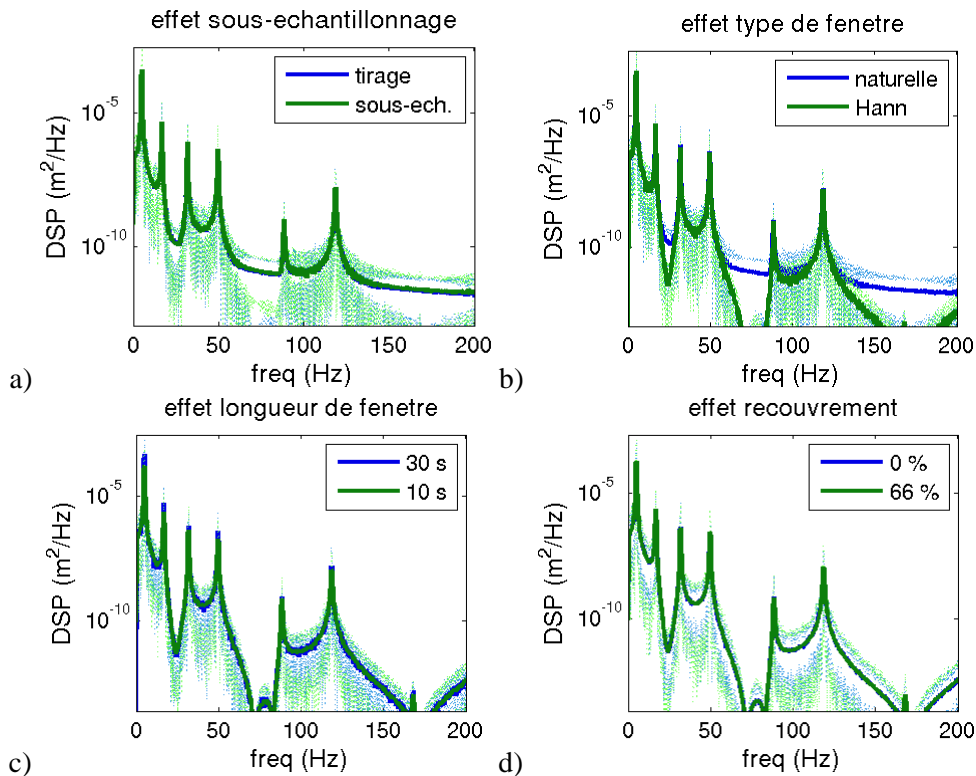 effet sous-echantillonnage
tirage
sous-ech.
10^-5
10^-10
DSP (m^2/Hz)
0 50 100 150 200
freq (Hz)
a)
effet type de fenetre
naturelle
Hann
10^-5
10^-10
DSP (m^2/Hz)
0 50 100 150 200
freq (Hz)
b)
effet longueur de fenetre
30 s
10 s
10^-5
10^-10
DSP (m^2/Hz)
0 50 100 150 200
freq (Hz)
c)
effet recouvrement
0 %
66 %
10^-5
10^-10
DSP (m^2/Hz)
0 50 100 150 200
freq (Hz)
d)